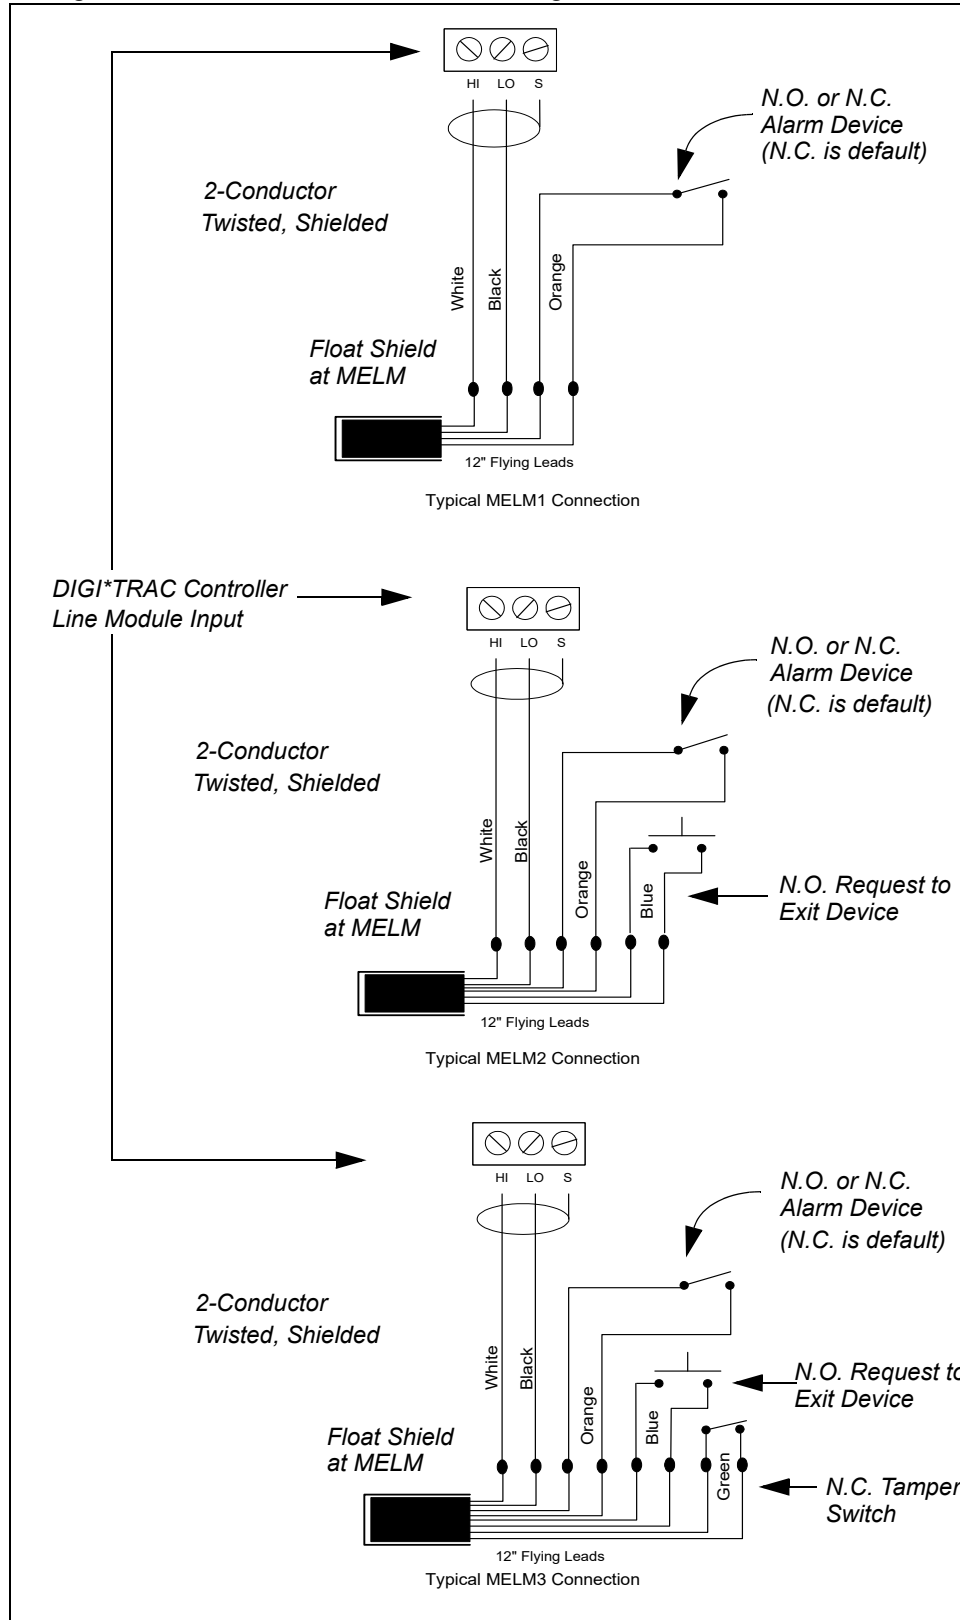 HI LO S
N.O. or N.C.
Alarm Device
(N.C. is default)
2-Conductor
Twisted, Shielded
White
Black
Orange
Float Shield
at MELM
12" Flying Leads
Typical MELM1 Connection
DIGI*TRAC Controller
Line Module Input
HI LO S
N.O. or N.C.
Alarm Device
(N.C. is default)
2-Conductor
Twisted, Shielded
White
Black
Orange
Blue
N.O. Request to
Exit Device
Float Shield
at MELM
12" Flying Leads
Typical MELM2 Connection
HI LO S
N.O. or N.C.
Alarm Device
(N.C. is default)
2-Conductor
Twisted, Shielded
White
Black
Orange
Blue
Green
N.O. Request to
Exit Device
Float Shield
at MELM
N.C. Tamper
Switch
12" Flying Leads
Typical MELM3 Connection